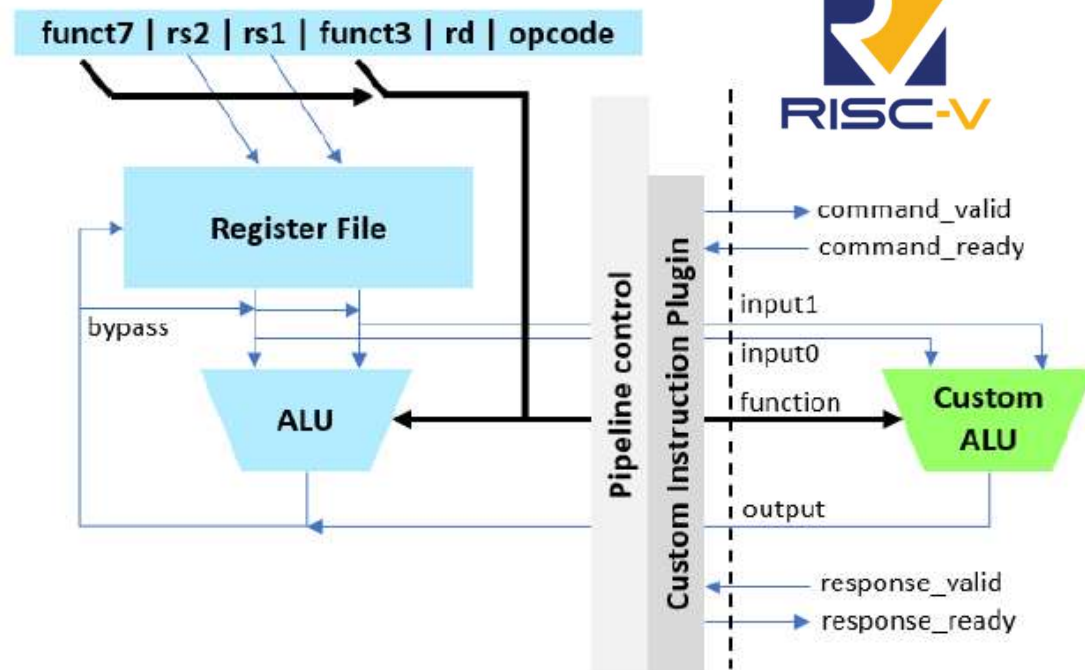 funct7 | rs2 | rs1 | funct3 | rd | opcode
RISC-V
Register File
bypass
ALU
Pipeline control
Custom Instruction Plugin
command_valid
command_ready
input1
input0
function
Custom
ALU
output
response_valid
response_ready